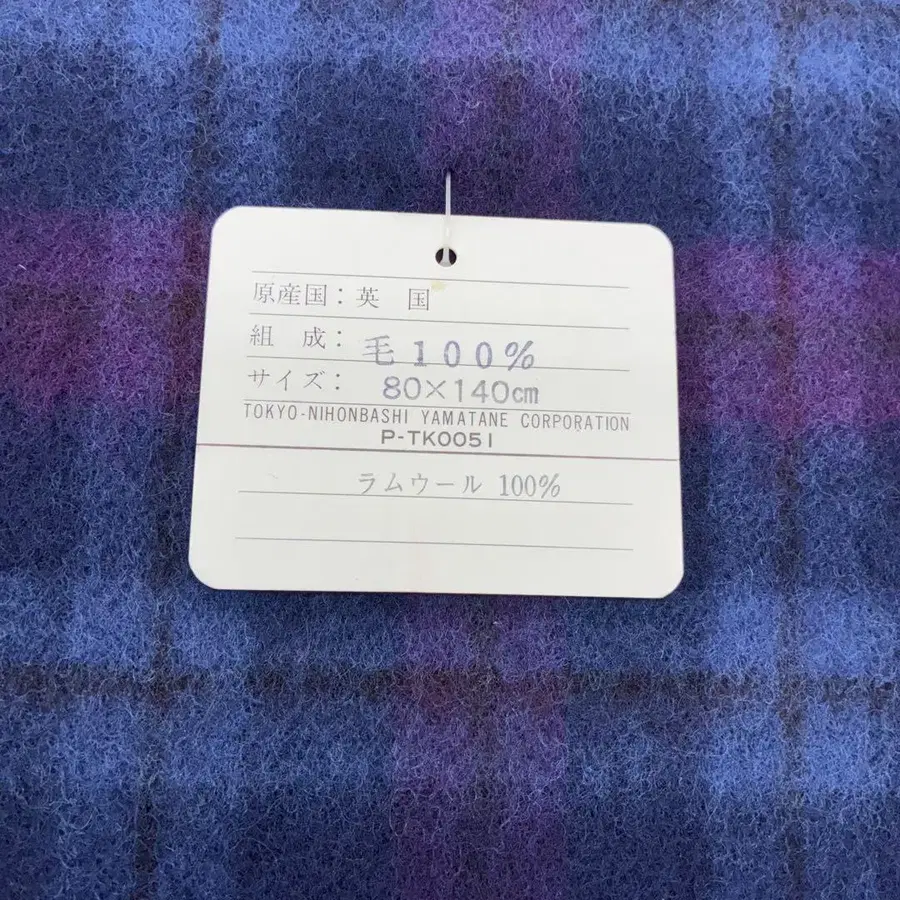 原産国：英　国
組　成：毛100%
サイズ：80×140cm
TOKYO-NIHONBASHI YAMATANE CORPORATION
P-TK0051
ラムウール 100%